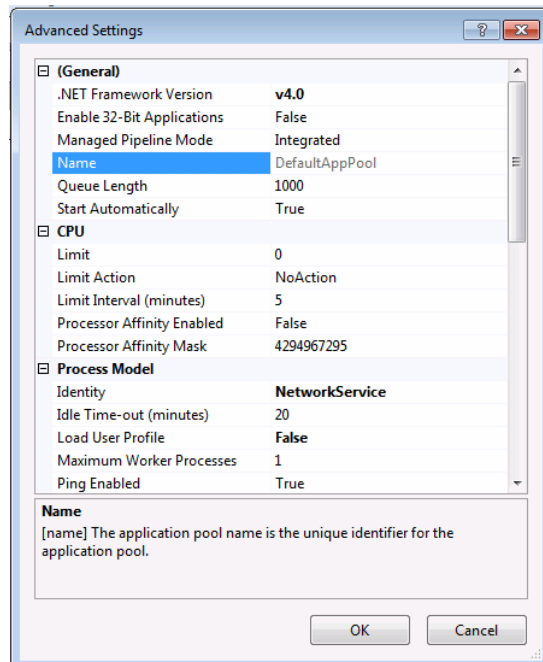 Advanced Settings
(General)
.NET Framework Version v4.0
Enable 32-Bit Applications False
Managed Pipeline Mode Integrated
Name DefaultAppPool
Queue Length 1000
Start Automatically True
CPU
Limit 0
Limit Action NoAction
Limit Interval (minutes) 5
Processor Affinity Enabled False
Processor Affinity Mask 4294967295
Process Model
Identity NetworkService
Idle Time-out (minutes) 20
Load User Profile False
Maximum Worker Processes 1
Ping Enabled True
Name
[name] The application pool name is the unique identifier for the
application pool.
OK Cancel